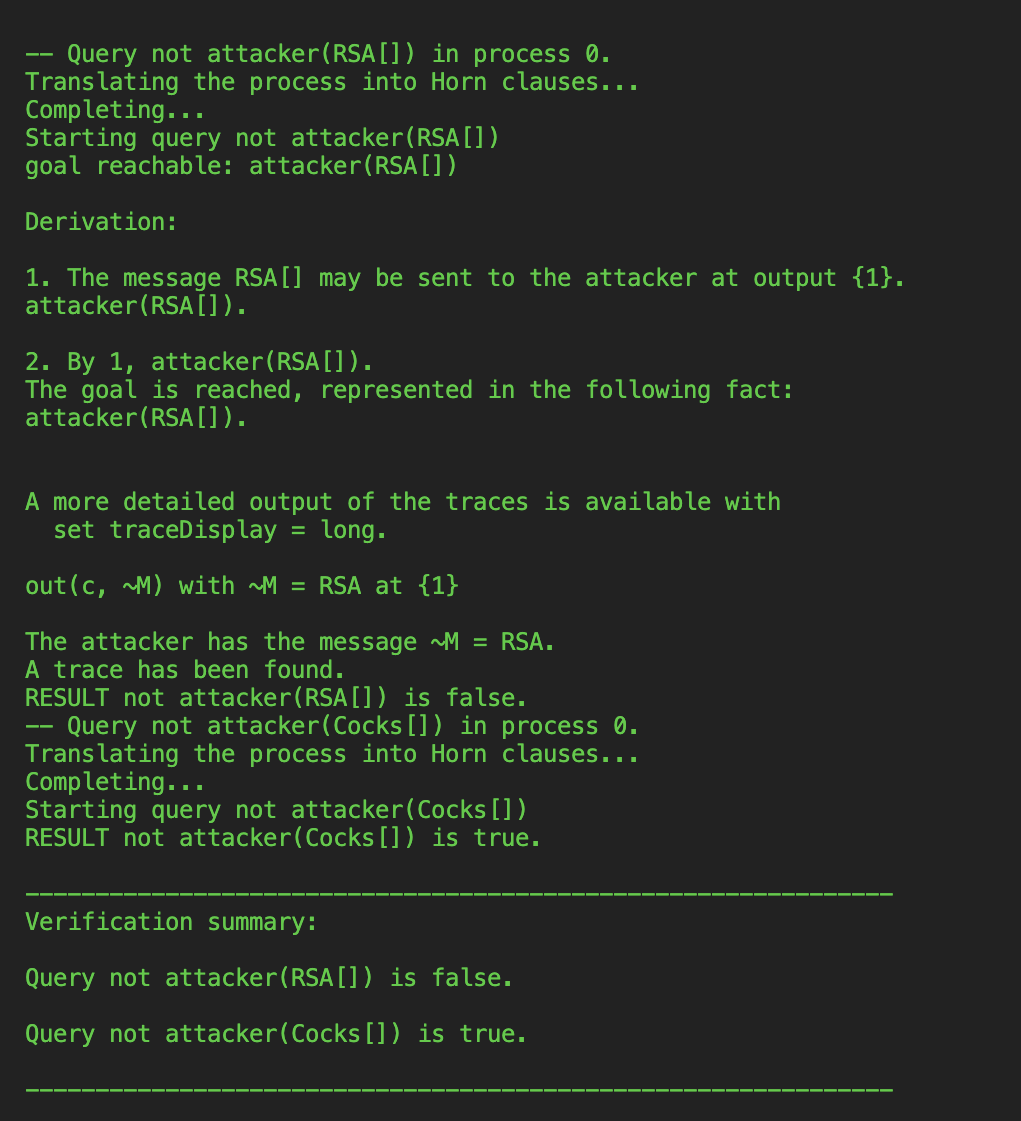 -- Query not attacker(RSA[]) in process 0.
Translating the process into Horn clauses...
Completing...
Starting query not attacker(RSA[])
goal reachable: attacker(RSA[])
Derivation:
1. The message RSA[] may be sent to the attacker at output {1}.
attacker(RSA[]).
2. By 1, attacker(RSA[]).
The goal is reached, represented in the following fact:
attacker(RSA[]).
A more detailed output of the traces is available with
  set traceDisplay = long.
out(c, ~M) with ~M = RSA at {1}
The attacker has the message ~M = RSA.
A trace has been found.
RESULT not attacker(RSA[]) is false.
-- Query not attacker(Cocks[]) in process 0.
Translating the process into Horn clauses...
Completing...
Starting query not attacker(Cocks[])
RESULT not attacker(Cocks[]) is true.
--------------------------------------------------------------
Verification summary:
Query not attacker(RSA[]) is false.
Query not attacker(Cocks[]) is true.
--------------------------------------------------------------